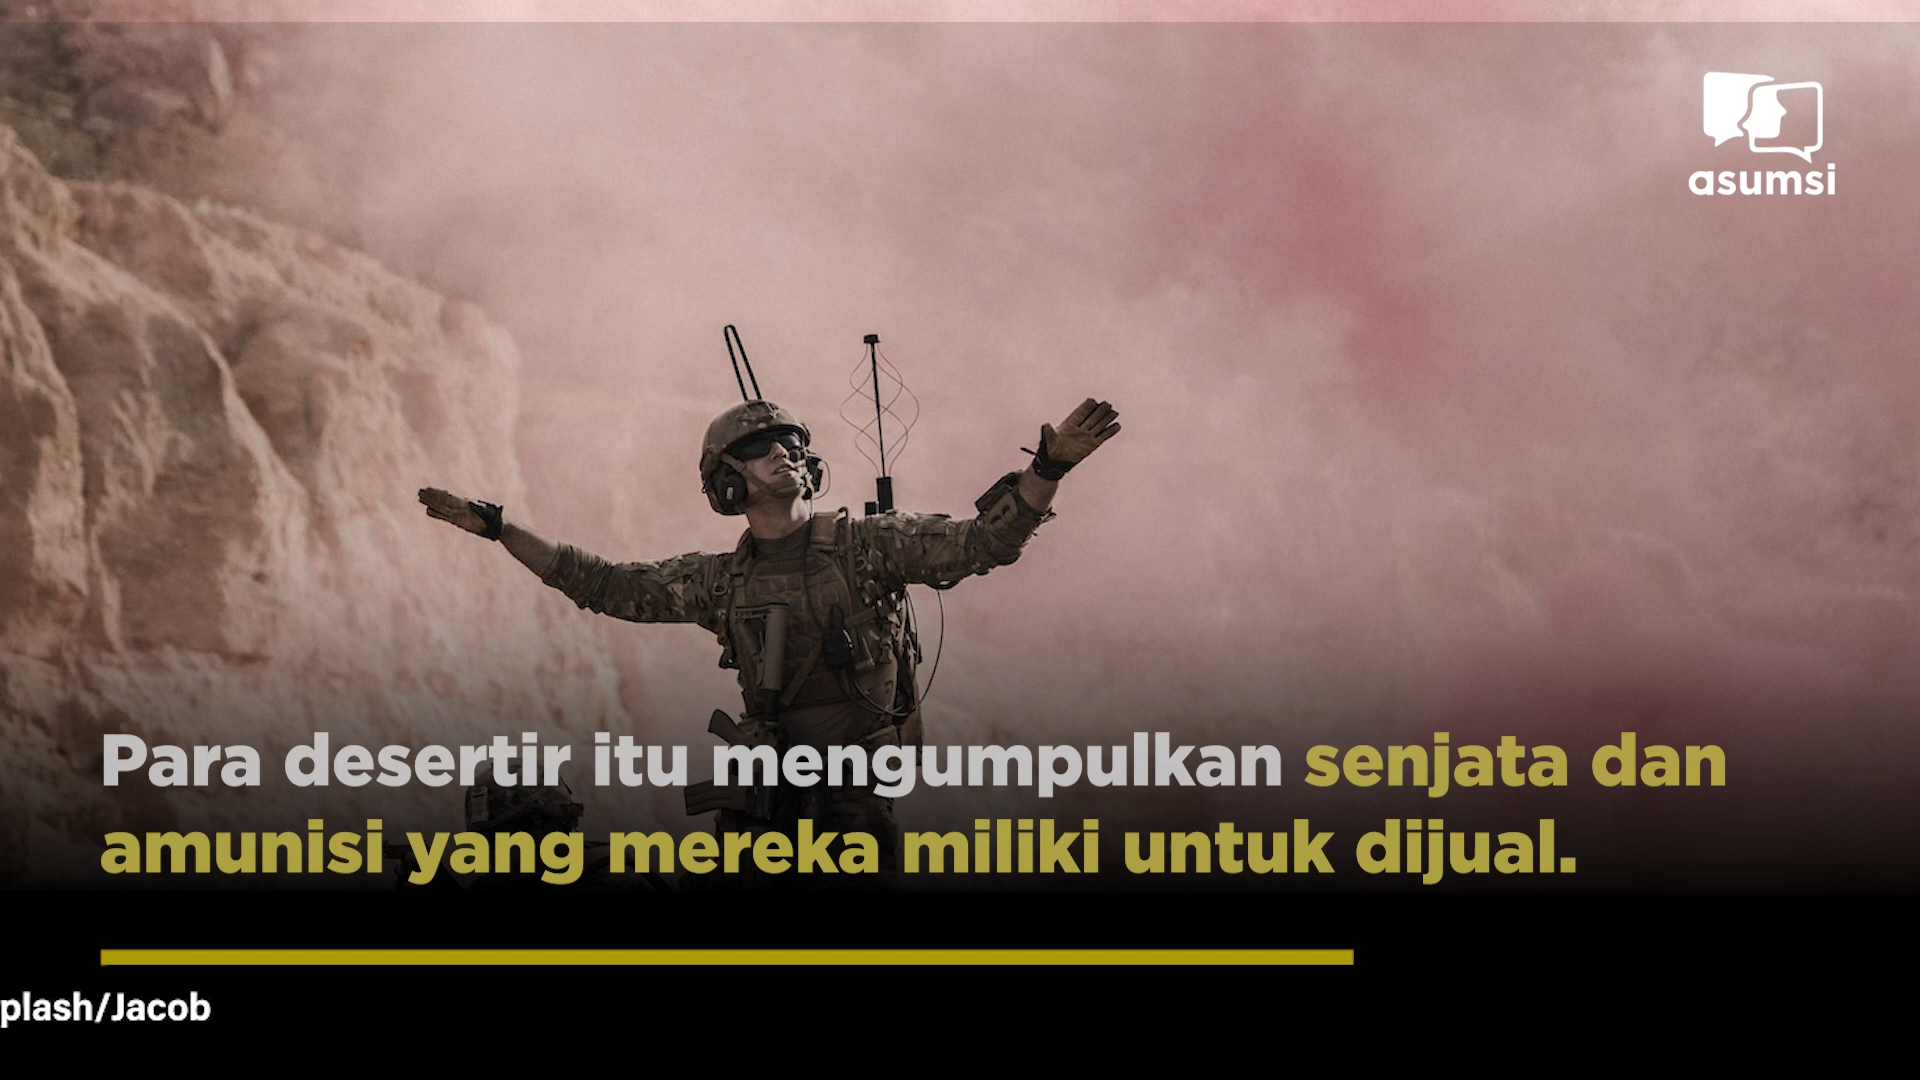 asumsi
Para desertir itu mengumpulkan senjata dan
amunisi yang mereka miliki untuk dijual.
plash/Jacob